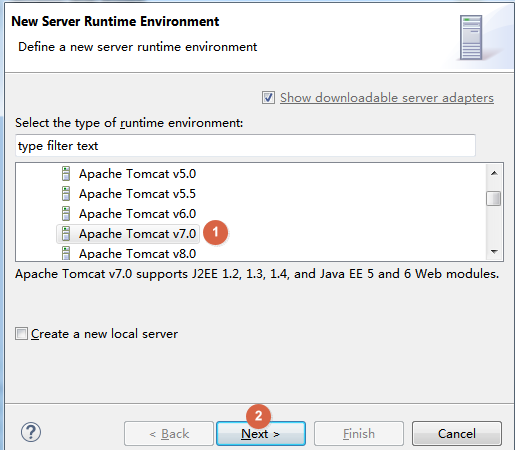 New Server Runtime Environment
Define a new server runtime environment
Show downloadable server adapters
Select the type of runtime environment:
type filter text
Apache Tomcat v5.0
Apache Tomcat v5.5
Apache Tomcat v6.0
Apache Tomcat v7.0 1
Apache Tomcat v8.0
Apache Tomcat v7.0 supports J2EE 1.2, 1.3, 1.4, and Java EE 5 and 6 Web modules.
Create a new local server
2
? < Back Next > Finish Cancel